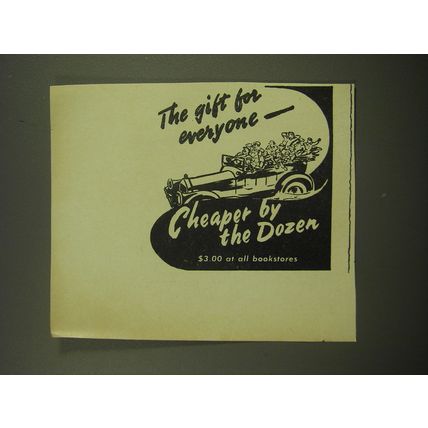 The gift for
everyone —
Cheaper by
the Dozen
$3.00 at all bookstores